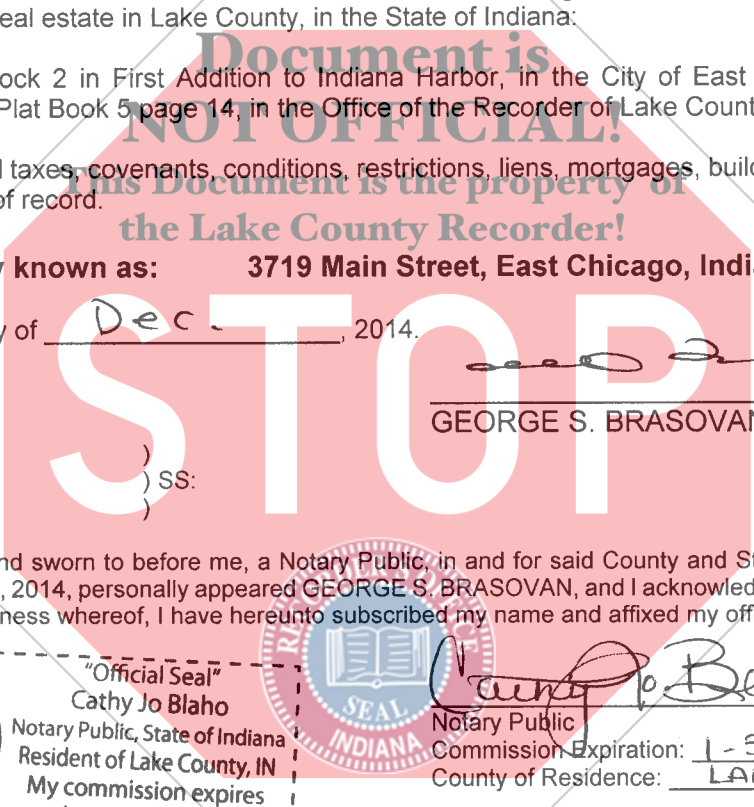 eal estate in Lake County, in the State of Indiana:
Document is
ock 2 in First Addition to Indiana Harbor, in the City of East
Plat Book 5 page 14, in the Office of the Recorder of Lake Count
NOT OFFICIAL!
taxes, covenants, conditions, restrictions, liens, mortgages, build
This Document is the property of
of record.
the Lake County Recorder!
known as: 3719 Main Street, East Chicago, Indi
STOP
y of Dec. , 2014.
GEORGE S. BRASOVAN
)
) SS:
)
nd sworn to before me, a Notary Public, in and for said County and St
, 2014, personally appeared GEORGE S. BRASOVAN, and I acknowled
ness whereof, I have hereunto subscribed my name and affixed my off
RECORDER'S OFFICE
SEAL
INDIANA
"Official Seal"
Cathy Jo Blaho
Notary Public, State of Indiana
Resident of Lake County, IN
My commission expires
Cathy Jo
Notary Public
Commission Expiration: 1 -
County of Residence: LA